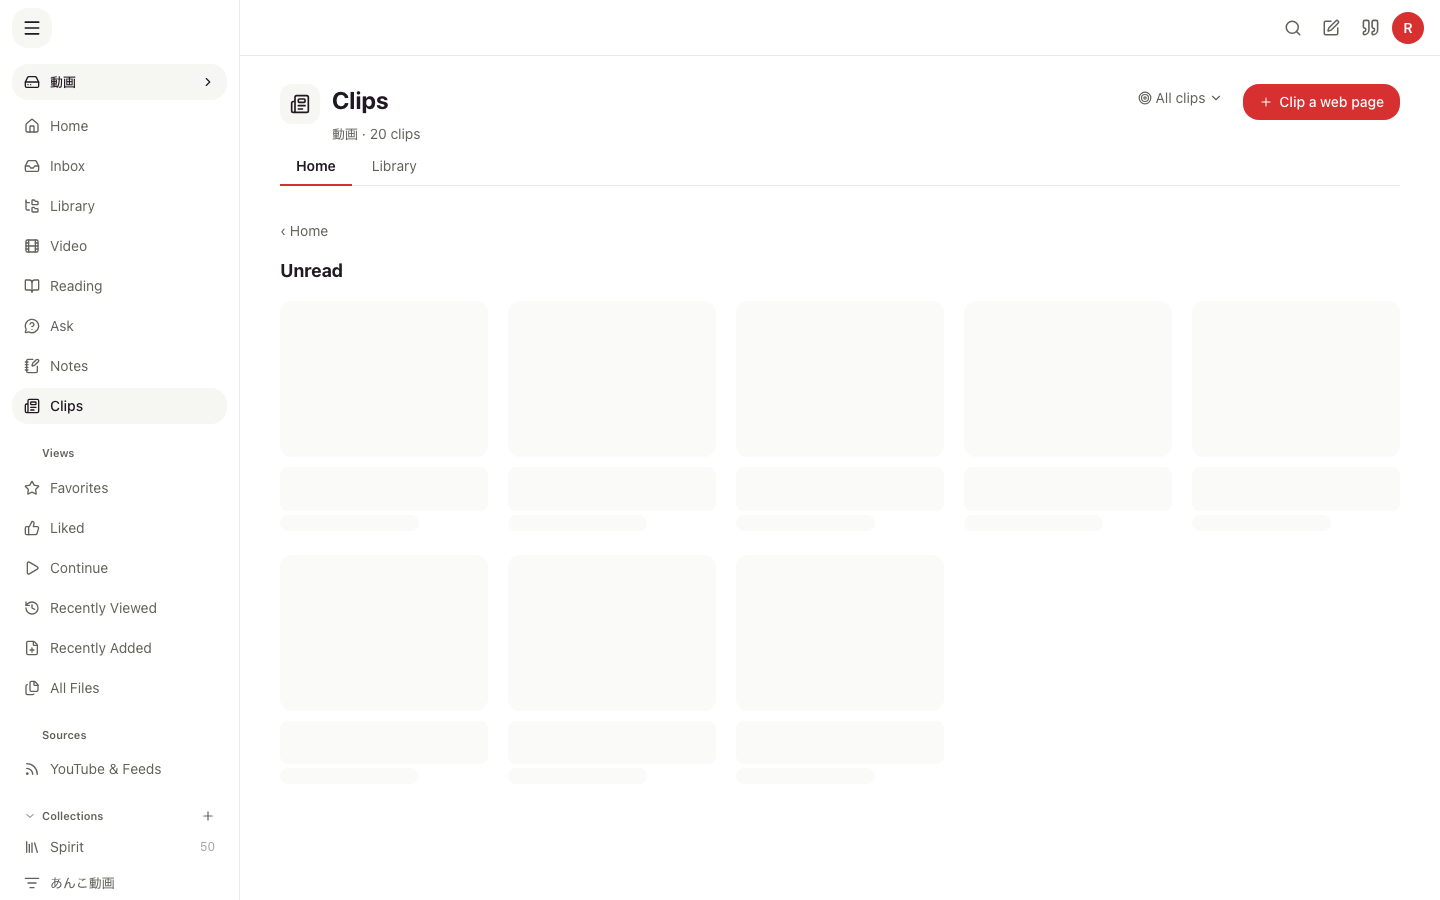 動画
Home
Inbox
Library
Video
Reading
Ask
Notes
Clips
Views
Favorites
Liked
Continue
Recently Viewed
Recently Added
All Files
Sources
YouTube & Feeds
Collections
Spirit 50
あんこ動画
R
Clips
動画 · 20 clips
All clips
Clip a web page
Home Library
‹ Home
Unread